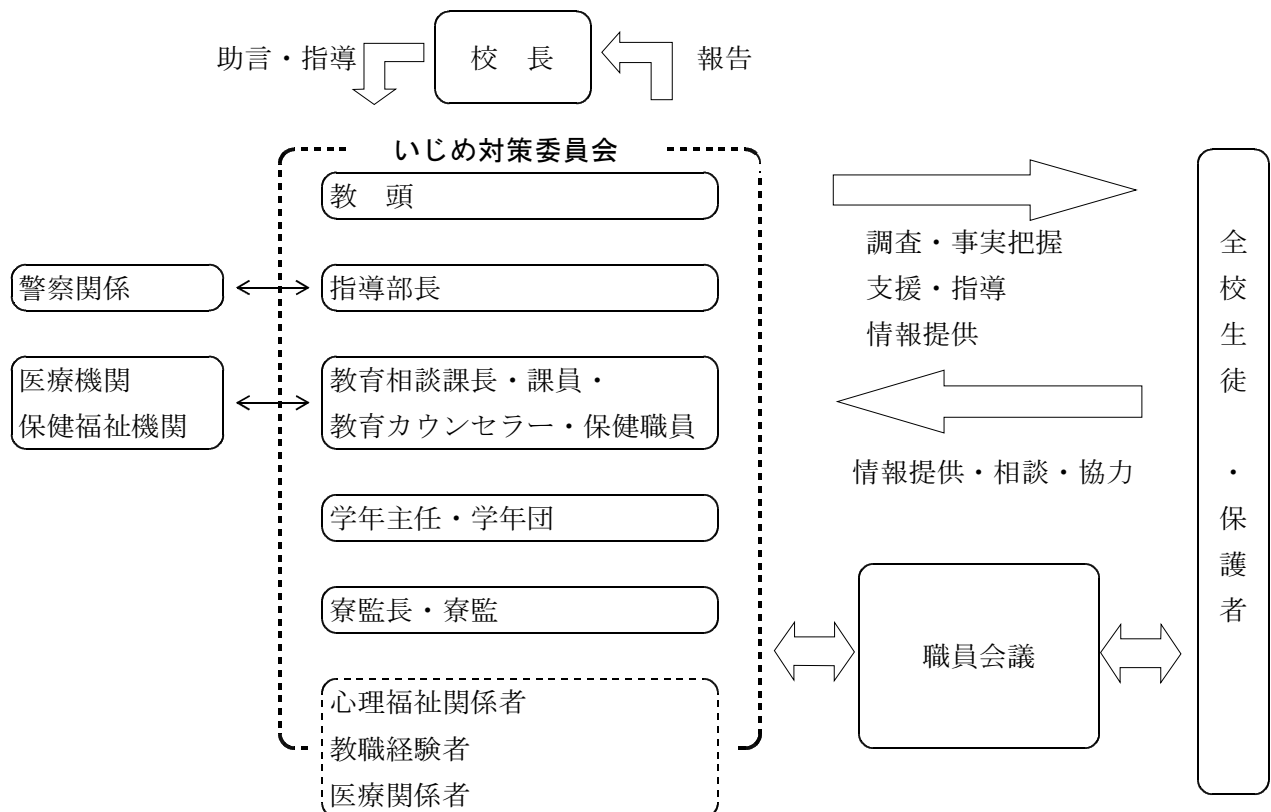 助言・指導
校　長
報告
いじめ対策委員会
教　頭
警察関係
指導部長
医療機関
保健福祉機関
教育相談課長・課員・
教育カウンセラー・保健職員
学年主任・学年団
寮監長・寮監
心理福祉関係者
教職経験者
医療関係者
調査・事実把握
支援・指導
情報提供
情報提供・相談・協力
職員会議
全校生徒　・保護者